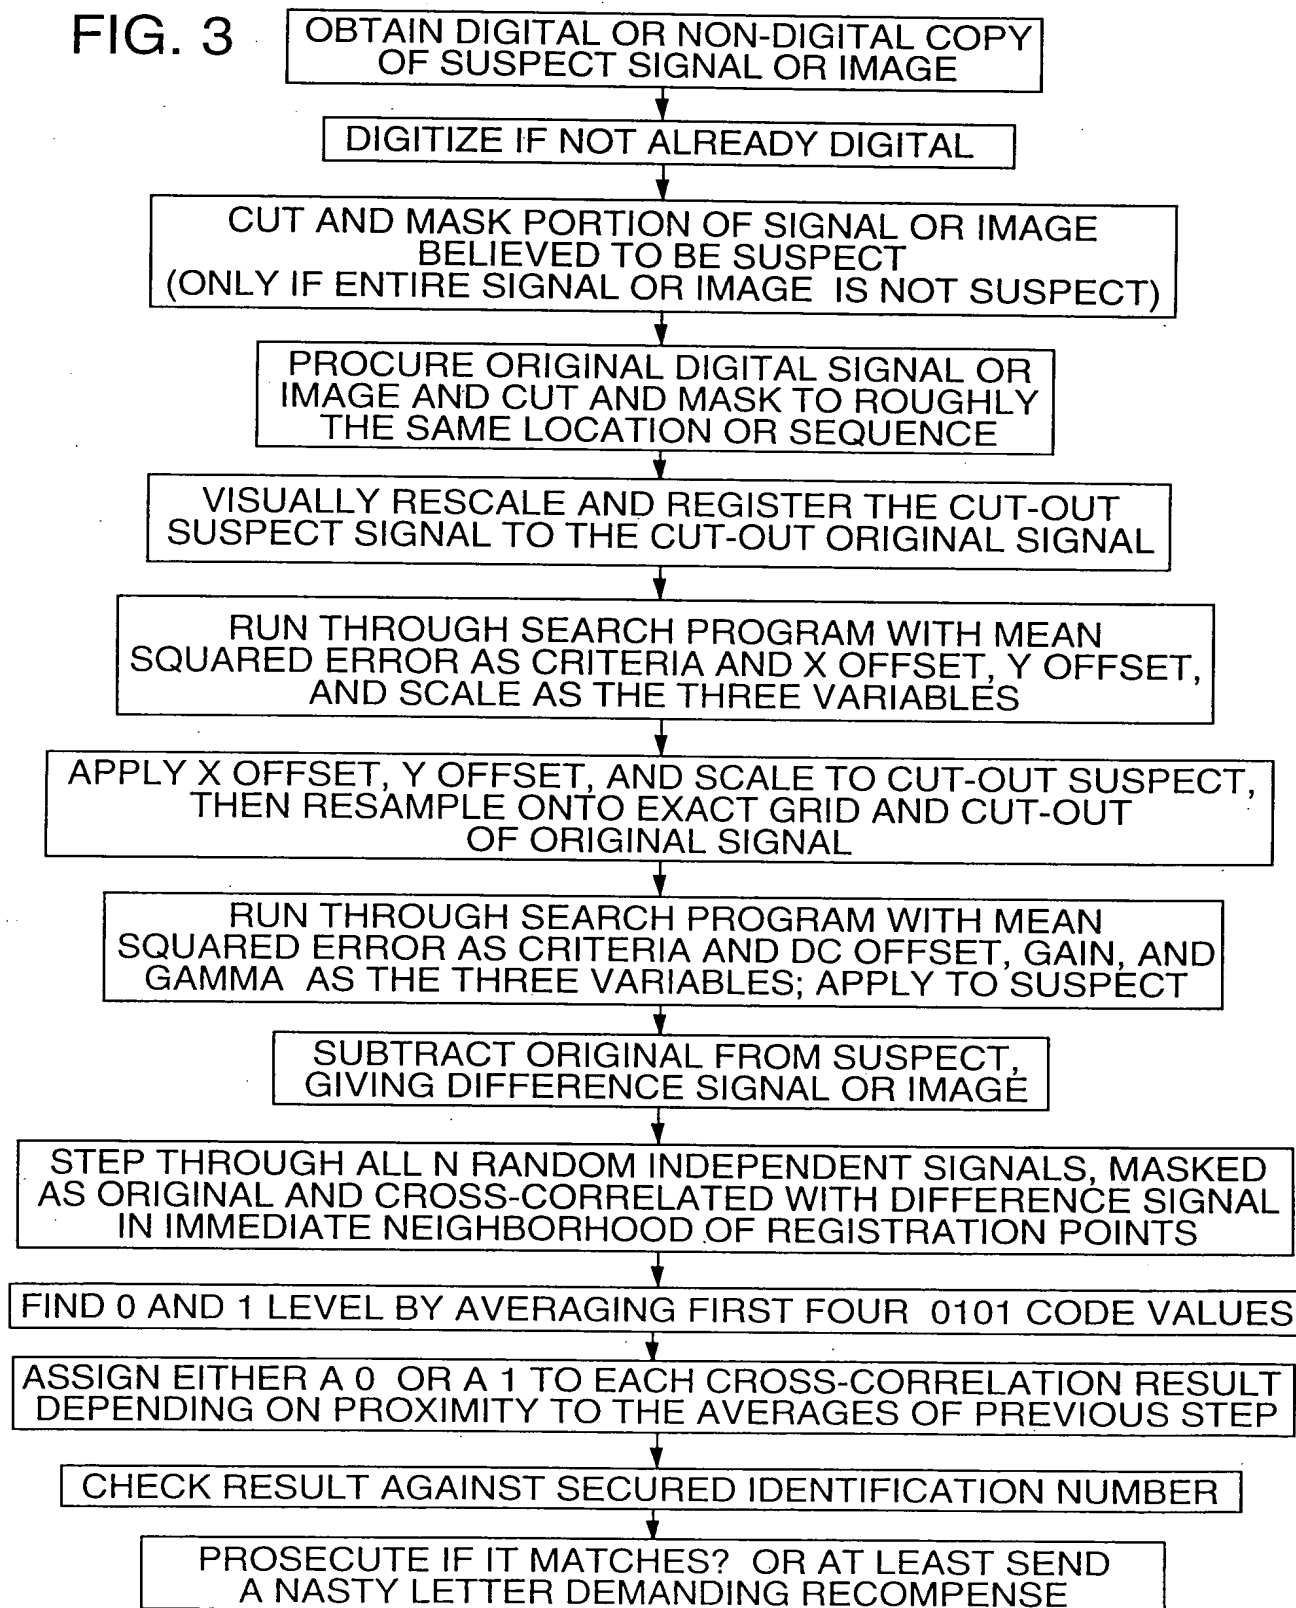 FIG. 3
OBTAIN DIGITAL OR NON-DIGITAL COPY
OF SUSPECT SIGNAL OR IMAGE
DIGITIZE IF NOT ALREADY DIGITAL
CUT AND MASK PORTION OF SIGNAL OR IMAGE
BELIEVED TO BE SUSPECT
(ONLY IF ENTIRE SIGNAL OR IMAGE IS NOT SUSPECT)
PROCURE ORIGINAL DIGITAL SIGNAL OR
IMAGE AND CUT AND MASK TO ROUGHLY
THE SAME LOCATION OR SEQUENCE
VISUALLY RESCALE AND REGISTER THE CUT-OUT
SUSPECT SIGNAL TO THE CUT-OUT ORIGINAL SIGNAL
RUN THROUGH SEARCH PROGRAM WITH MEAN
SQUARED ERROR AS CRITERIA AND X OFFSET, Y OFFSET,
AND SCALE AS THE THREE VARIABLES
APPLY X OFFSET, Y OFFSET, AND SCALE TO CUT-OUT SUSPECT,
THEN RESAMPLE ONTO EXACT GRID AND CUT-OUT
OF ORIGINAL SIGNAL
RUN THROUGH SEARCH PROGRAM WITH MEAN
SQUARED ERROR AS CRITERIA AND DC OFFSET, GAIN, AND
GAMMA AS THE THREE VARIABLES; APPLY TO SUSPECT
SUBTRACT ORIGINAL FROM SUSPECT,
GIVING DIFFERENCE SIGNAL OR IMAGE
STEP THROUGH ALL N RANDOM INDEPENDENT SIGNALS, MASKED
AS ORIGINAL AND CROSS-CORRELATED WITH DIFFERENCE SIGNAL
IN IMMEDIATE NEIGHBORHOOD OF REGISTRATION POINTS
FIND 0 AND 1 LEVEL BY AVERAGING FIRST FOUR 0101 CODE VALUES
ASSIGN EITHER A 0 OR A 1 TO EACH CROSS-CORRELATION RESULT
DEPENDING ON PROXIMITY TO THE AVERAGES OF PREVIOUS STEP
CHECK RESULT AGAINST SECURED IDENTIFICATION NUMBER
PROSECUTE IF IT MATCHES? OR AT LEAST SEND
A NASTY LETTER DEMANDING RECOMPENSE